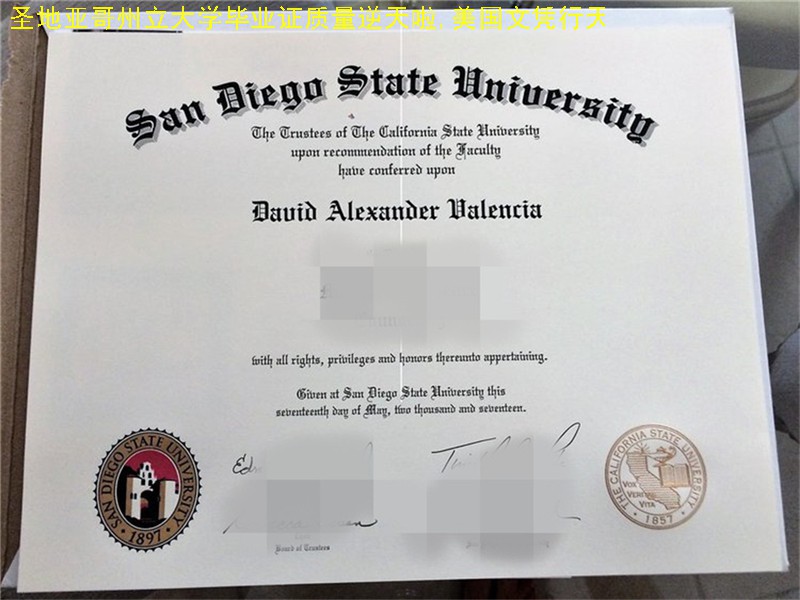 圣地亚哥州立大学毕业证质量逆天啦,美国文凭行天
San Diego State University
The Trustees of The California State University
upon recommendation of the Faculty
have conferred upon
David Alexander Valencia
with all rights, privileges and honors thereunto appertaining.
Given at San Diego State University this
seventeenth day of May, two thousand and seventeen.
SAN DIEGO STATE UNIVERSITY
1897
Board of Trustees
THE CALIFORNIA STATE UNIVERSITY
VOX
VERITAS
VITA
1857